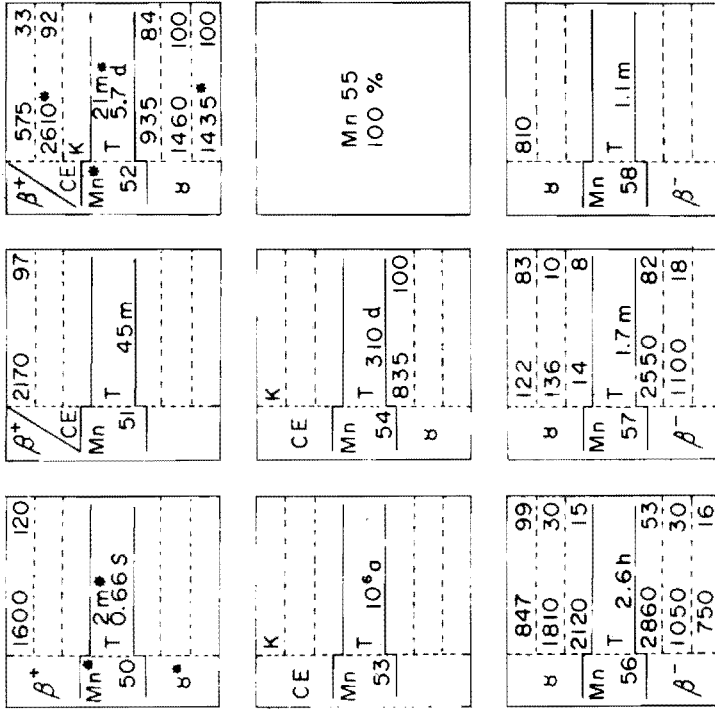 β+ 1600 120
Mn* 2m*
50 T 0.66 s
γ*
β+ 2170 97
CE
Mn
51 T 45m
β+ 575 33
2610* 92
CE K
Mn* 21m*
52 T 5.7 d
935 84
γ 1460 100
1435* 100
K
CE
Mn
53 T 10⁶a
K
CE
Mn
54 T 310 d
835 100
γ
Mn 55
100 %
847 99
γ 1810 30
2120 15
Mn
56 T 2.6 h
2860 53
β- 1050 30
750 16
122 83
γ 136 10
14 8
Mn
57 T 1.7 m
2550 82
β- 1100 18
810
γ
Mn
58 T 1.1m
β-